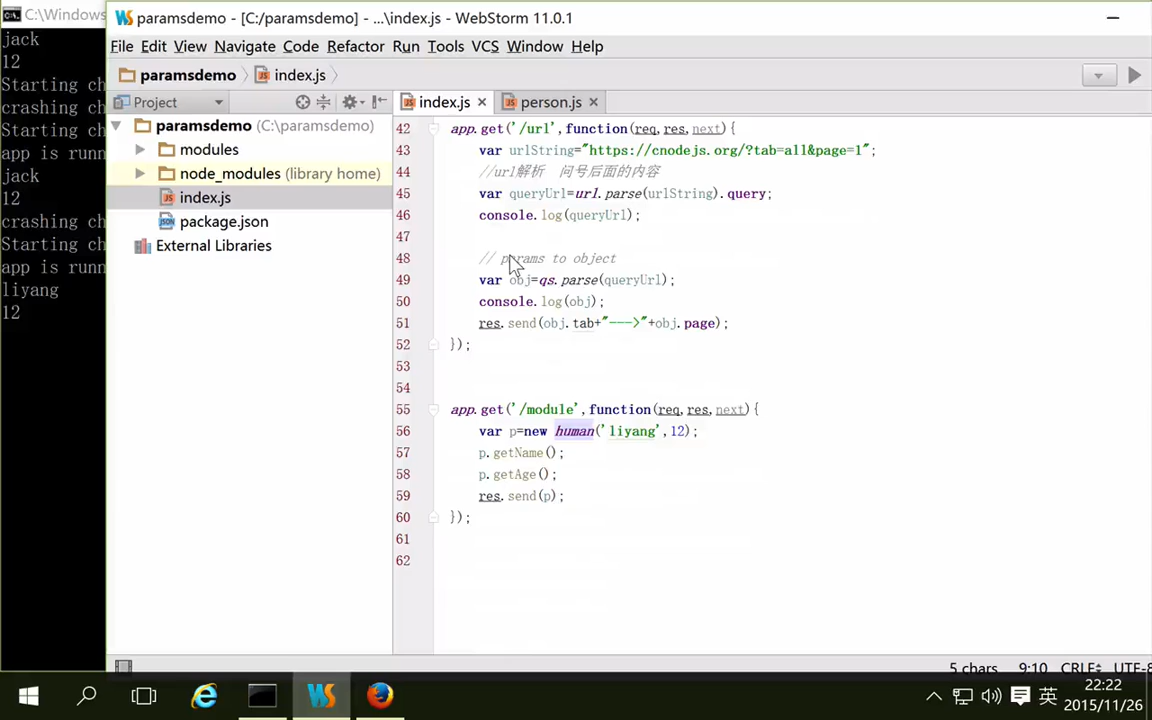 C:\Windows
paramsdemo - [C:/paramsdemo] - ...\index.js - WebStorm 11.0.1
File Edit View Navigate Code Refactor Run Tools VCS Window Help
paramsdemo index.js
Project
index.js
person.js
jack
12
Starting ch
crashing ch
Starting ch
app is runn
jack
12
crashing ch
Starting ch
app is runn
liyang
12
paramsdemo (C:\paramsdemo)
modules
node_modules (library home)
index.js
package.json
External Libraries
42 app.get('/url',function(req,res,next){
43 var urlString="https://cnodejs.org/?tab=all&page=1";
44 //url解析 问号后面的内容
45 var queryUrl=url.parse(urlString).query;
46 console.log(queryUrl);
47
48 // params to object
49 var obj=qs.parse(queryUrl);
50 console.log(obj);
51 res.send(obj.tab+"--->"+obj.page);
52 });
53
54
55 app.get('/module',function(req,res,next){
56 var p=new human('liyang',12);
57 p.getName();
58 p.getAge();
59 res.send(p);
60 });
61
62
5 chars 9:10 CRLF UTF-8
英
22:22
2015/11/26